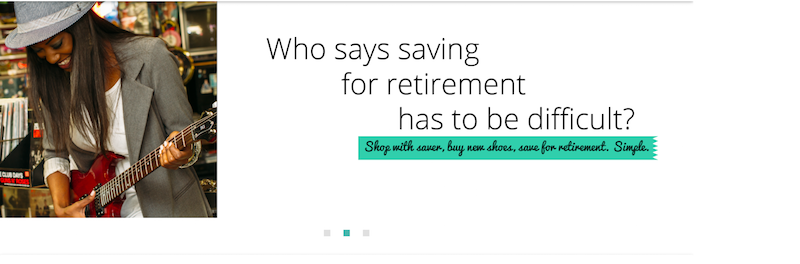 Who says saving
for retirement
has to be difficult?
Shop with saver, buy new shoes, save for retirement. Simple.
CLUB DAYS